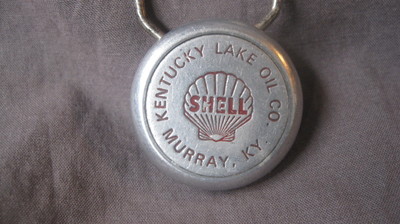 KENTUCKY LAKE OIL CO.
SHELL
MURRAY, KY.